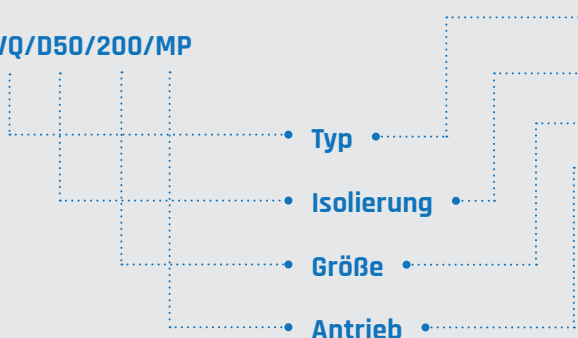 VQ/D50/200/MP
Typ
Isolierung
Größe
Antrieb